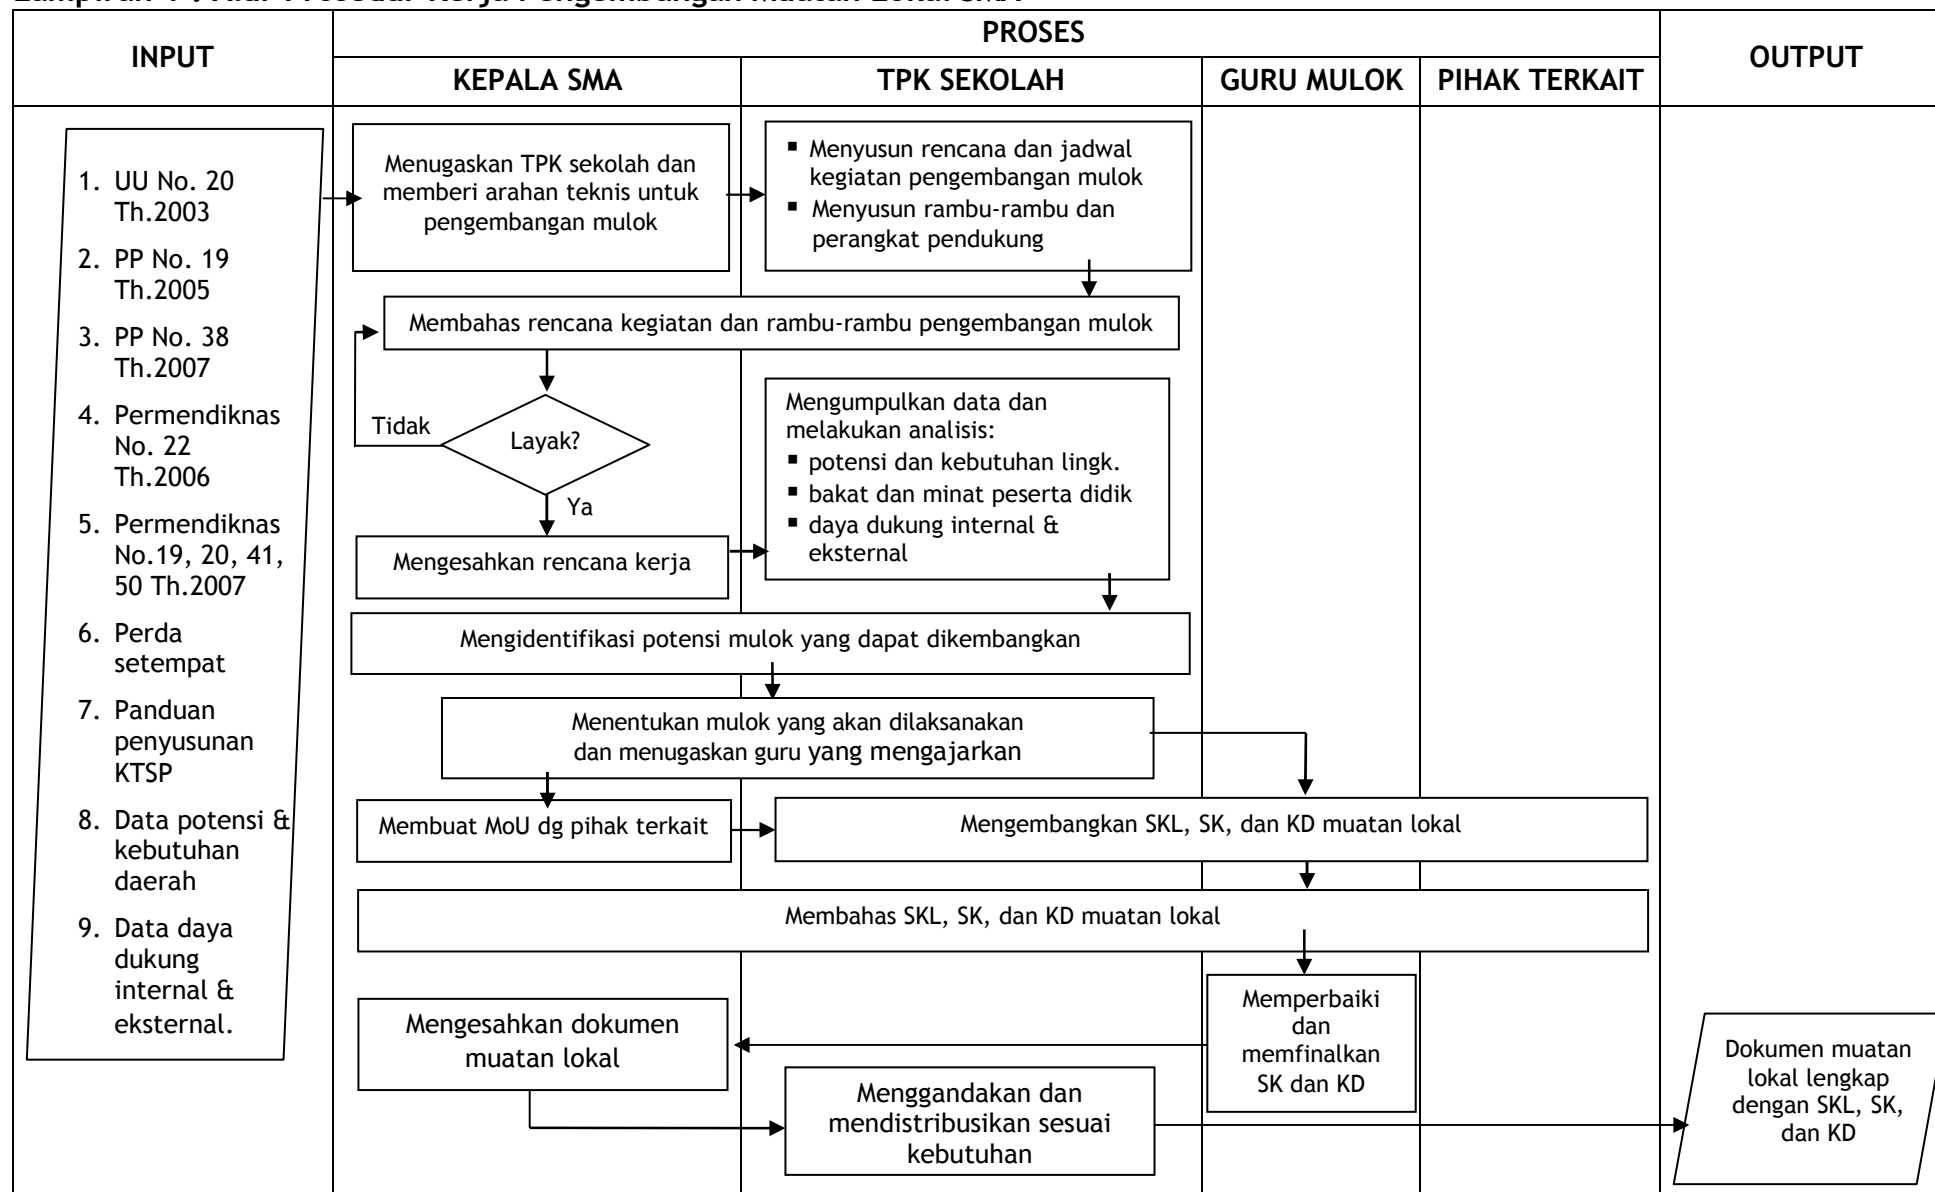 Lampiran 1 : Alur Prosedur Kerja Pengembangan Muatan Lokal SMA
INPUT
PROSES
OUTPUT
KEPALA SMA
TPK SEKOLAH
GURU MULOK
PIHAK TERKAIT
1. UU No. 20
Th.2003
2. PP No. 19
Th.2005
3. PP No. 38
Th.2007
4. Permendiknas
No. 22
Th.2006
5. Permendiknas
No.19, 20, 41,
50 Th.2007
6. Perda
setempat
7. Panduan
penyusunan
KTSP
8. Data potensi &
kebutuhan
daerah
9. Data daya
dukung
internal &
eksternal.
Menugaskan TPK sekolah dan
memberi arahan teknis untuk
pengembangan mulok
▪ Menyusun rencana dan jadwal
kegiatan pengembangan mulok
▪ Menyusun rambu-rambu dan
perangkat pendukung
Membahas rencana kegiatan dan rambu-rambu pengembangan mulok
Tidak
Layak?
Ya
Mengesahkan rencana kerja
Mengumpulkan data dan
melakukan analisis:
▪ potensi dan kebutuhan lingk.
▪ bakat dan minat peserta didik
▪ daya dukung internal &
eksternal
Mengidentifikasi potensi mulok yang dapat dikembangkan
Menentukan mulok yang akan dilaksanakan
dan menugaskan guru yang mengajarkan
Membuat MoU dg pihak terkait
Mengembangkan SKL, SK, dan KD muatan lokal
Membahas SKL, SK, dan KD muatan lokal
Memperbaiki
dan
memfinalkan
SK dan KD
Mengesahkan dokumen
muatan lokal
Menggandakan dan
mendistribusikan sesuai
kebutuhan
Dokumen muatan
lokal lengkap
dengan SKL, SK,
dan KD